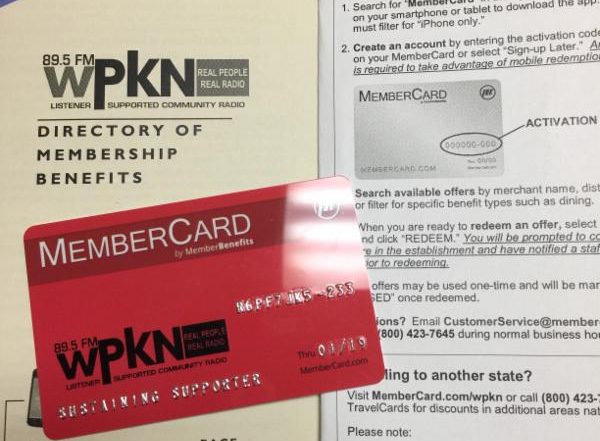 89.5 FM
WPKN
REAL PEOPLE
REAL RADIO
LISTENER SUPPORTED COMMUNITY RADIO
DIRECTORY OF
MEMBERSHIP
BENEFITS
MEMBERCARD
by MemberBenefits
89.5 FM
WPKN
REAL PEOPLE
REAL RADIO
LISTENER SUPPORTED COMMUNITY RADIO
Thru 01/19
MemberCard.com
SUSTAINING SUPPORTER
1. Search for "MemberCard"
on your smartphone or tablet to download the app.
must filter for "iPhone only."
2. Create an account by entering the activation code
on your MemberCard or select "Sign-up Later."
is required to take advantage of mobile redemption
MEMBERCARD
000000-000
MEMBERCARD.COM
ACTIVATION
Search available offers by merchant name, dist
or filter for specific benefit types such as dining.
When you are ready to redeem an offer, select
nd click "REDEEM." You will be prompted to co
re in the establishment and have notified a staf
ior to redeeming.
offers may be used one-time and will be mar
SED" once redeemed.
ions? Email CustomerService@member
(800) 423-7645 during normal business ho
ling to another state?
Visit MemberCard.com/wpkn or call (800) 423-
TravelCards for discounts in additional areas nat
Please note: